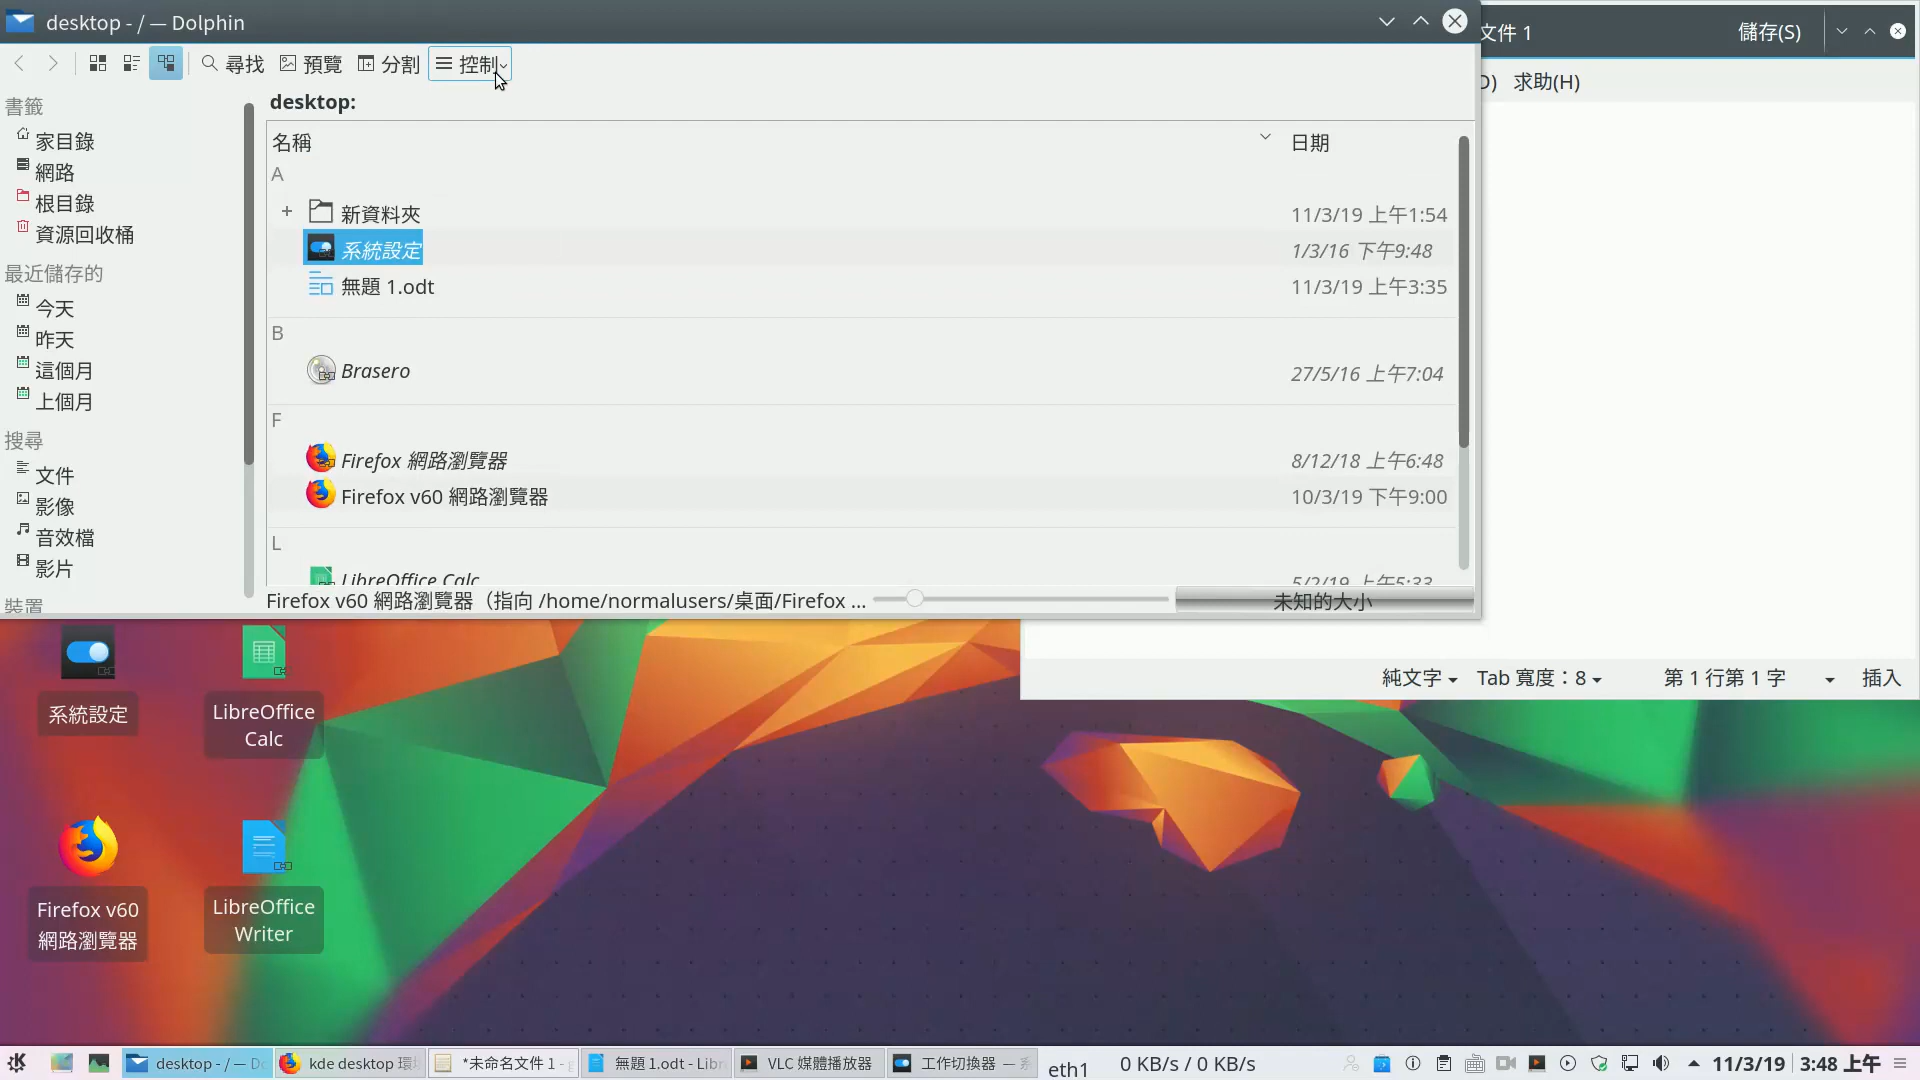 desktop - / — Dolphin
尋找
預覽
分割
控制
書籤
家目錄
網路
根目錄
資源回收桶
最近儲存的
今天
昨天
這個月
上個月
搜尋
文件
影像
音效檔
影片
裝置
desktop:
名稱
日期
A
新資料夾
11/3/19 上午1:54
系統設定
1/3/16 下午9:48
無題 1.odt
11/3/19 上午3:35
B
Brasero
27/5/16 上午7:04
F
Firefox 網路瀏覽器
8/12/18 上午6:48
Firefox v60 網路瀏覽器
10/3/19 下午9:00
L
LibreOffice Calc
5/2/19 上午5:33
Firefox v60 網路瀏覽器（指向 /home/normalusers/桌面/Firefox ...
未知的大小
文件 1
儲存(S)
求助(H)
純文字
Tab 寬度：8
第 1 行第 1 字
插入
系統設定
LibreOffice
Calc
Firefox v60
網路瀏覽器
LibreOffice
Writer
desktop - / — Do
kde desktop 環
*未命名文件 1 -
無題 1.odt - Libr
VLC 媒體播放器
工作切換器 —
eth1
0 KB/s / 0 KB/s
11/3/19
3:48 上午